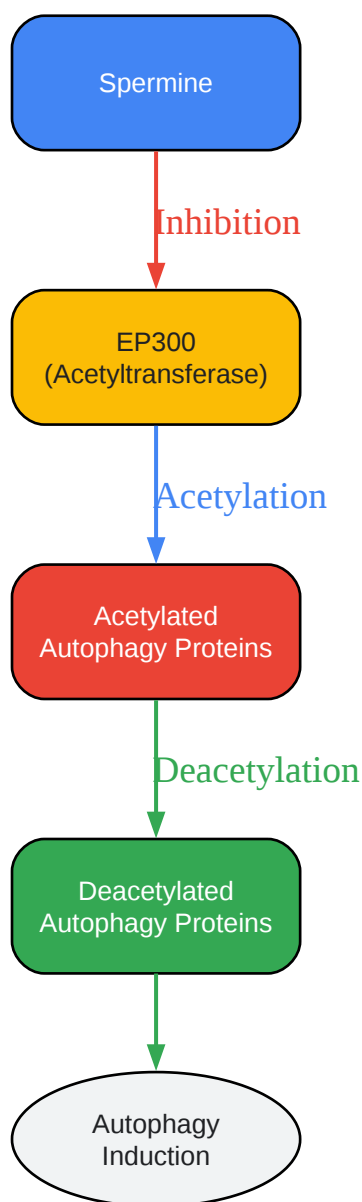 Spermine
Inhibition
EP300
(Acetyltransferase)
Acetylation
Acetylated
Autophagy Proteins
Deacetylation
Deacetylated
Autophagy Proteins
Autophagy
Induction